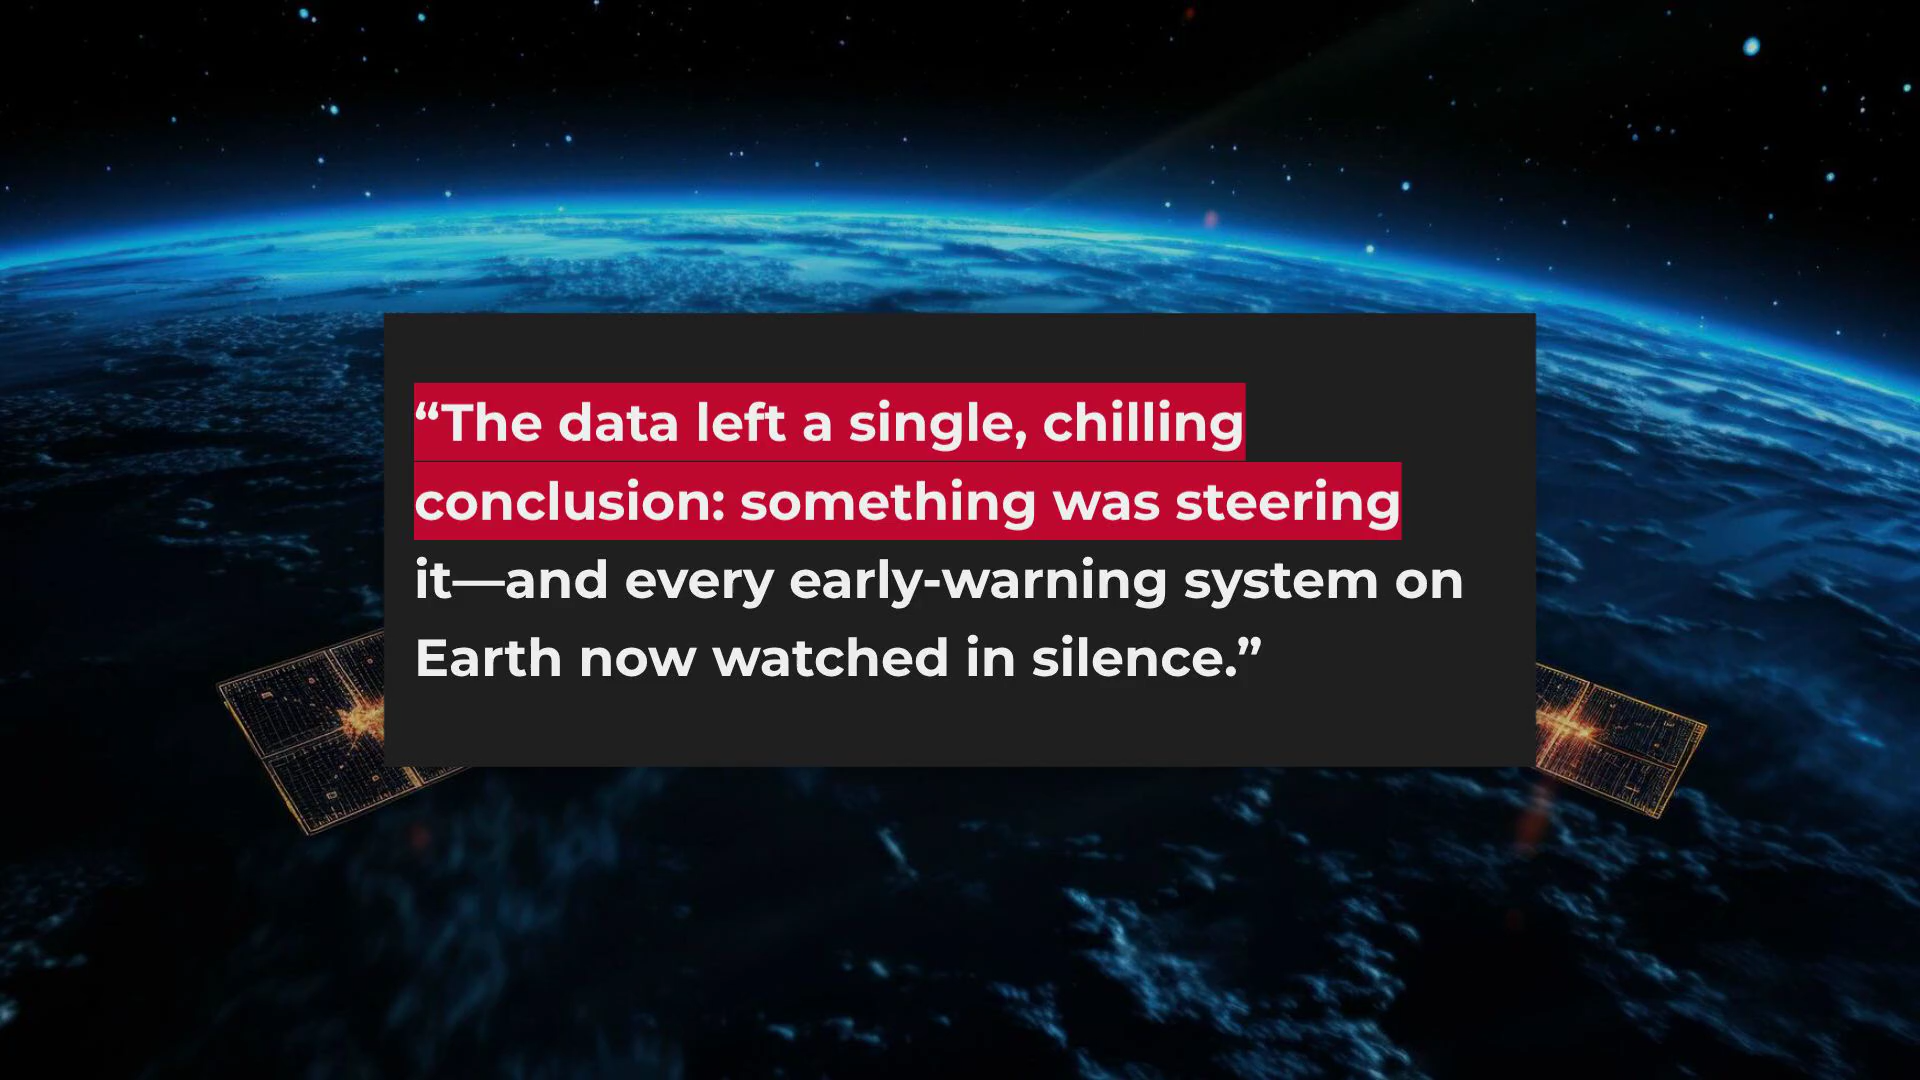 “The data left a single, chilling
conclusion: something was steering
it—and every early-warning system on
Earth now watched in silence.”